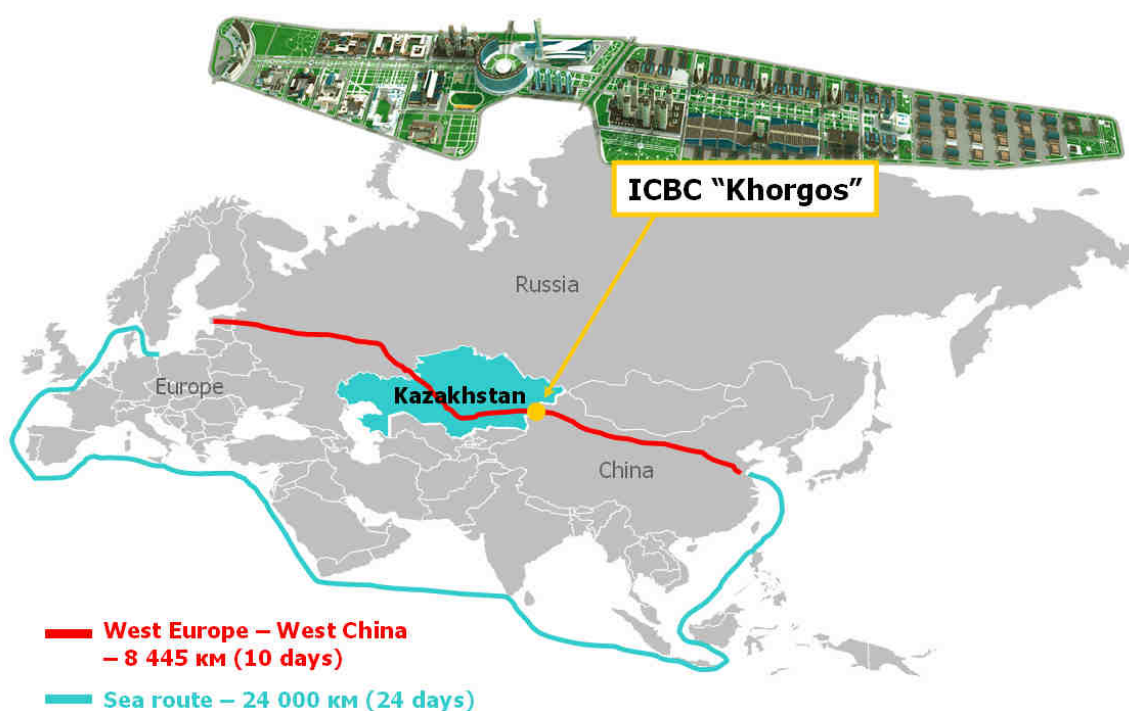 ICBC “Khorgos”
Russia
Europe
Kazakhstan
China
West Europe – West China
– 8 445 км (10 days)
Sea route – 24 000 км (24 days)